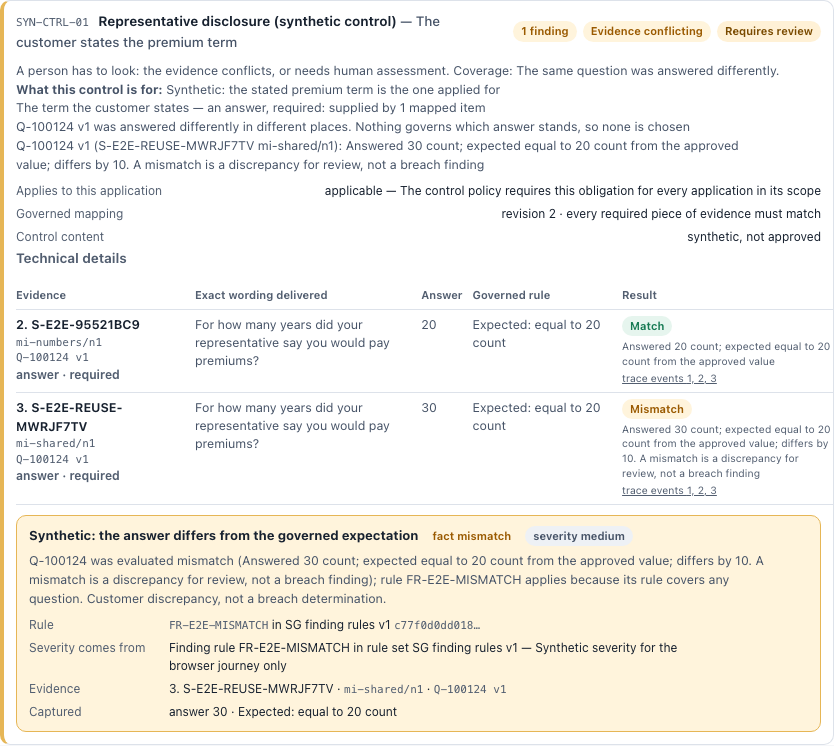 SYN-CTRL-01 Representative disclosure (synthetic control) — The customer states the premium term
1 finding
Evidence conflicting
Requires review
A person has to look: the evidence conflicts, or needs human assessment. Coverage: The same question was answered differently.
What this control is for: Synthetic: the stated premium term is the one applied for
The term the customer states — an answer, required: supplied by 1 mapped item
Q-100124 v1 was answered differently in different places. Nothing governs which answer stands, so none is chosen
Q-100124 v1 (S-E2E-REUSE-MWRJF7TV mi-shared/n1): Answered 30 count; expected equal to 20 count from the approved
value; differs by 10. A mismatch is a discrepancy for review, not a breach finding
Applies to this application applicable — The control policy requires this obligation for every application in its scope
Governed mapping revision 2 · every required piece of evidence must match
Control content synthetic, not approved
Technical details
Evidence Exact wording delivered Answer Governed rule Result
2. S-E2E-95521BC9
mi-numbers/n1
Q-100124 v1
answer · required
For how many years did your
representative say you would pay
premiums?
20
Expected: equal to 20
count
Match
Answered 20 count; expected equal to 20
count from the approved value
trace events 1, 2, 3
3. S-E2E-REUSE-
MWRJF7TV
mi-shared/n1
Q-100124 v1
answer · required
For how many years did your
representative say you would pay
premiums?
30
Expected: equal to 20
count
Mismatch
Answered 30 count; expected equal to 20
count from the approved value; differs by
10. A mismatch is a discrepancy for
review, not a breach finding
trace events 1, 2, 3
Synthetic: the answer differs from the governed expectation fact mismatch severity medium
Q-100124 was evaluated mismatch (Answered 30 count; expected equal to 20 count from the approved value; differs by 10. A
mismatch is a discrepancy for review, not a breach finding); rule FR-E2E-MISMATCH applies because its rule covers any
question. Customer discrepancy, not a breach determination.
Rule FR-E2E-MISMATCH in SG finding rules v1 c77f0d0dd018…
Severity comes from Finding rule FR-E2E-MISMATCH in rule set SG finding rules v1 — Synthetic severity for the
browser journey only
Evidence 3. S-E2E-REUSE-MWRJF7TV · mi-shared/n1 · Q-100124 v1
Captured answer 30 · Expected: equal to 20 count